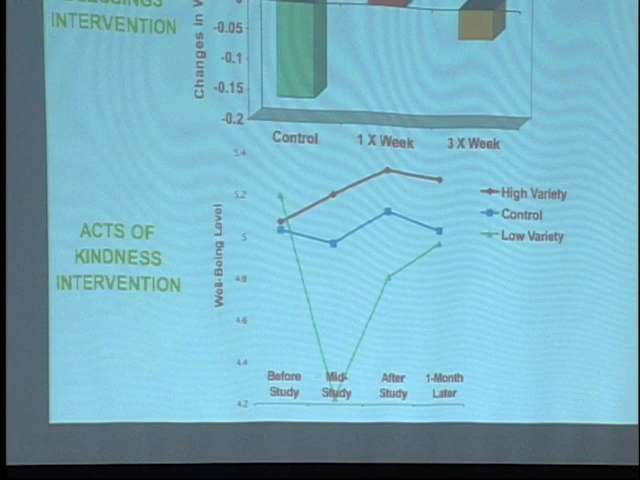 INTERVENTION
Changes in
-0.05
-0.1
-0.15
-0.2
Control
1 X Week
3 X Week
5.4
5.2
5
4.8
4.6
4.4
4.2
Well-Being Level
ACTS OF
KINDNESS
INTERVENTION
High Variety
Control
Low Variety
Before
Study
Mid-
Study
After
Study
1-Month
Later